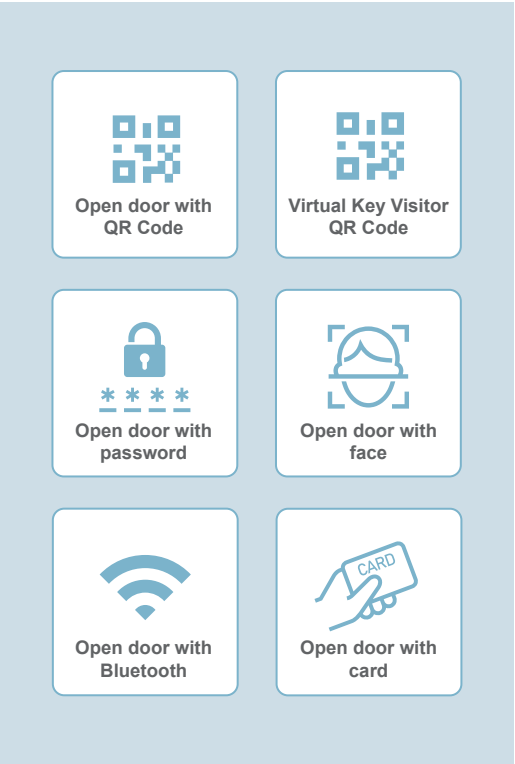 Open door with
QR Code
Virtual Key Visitor
QR Code
* * * *
Open door with
password
Open door with
face
CARD
Open door with
Bluetooth
Open door with
card